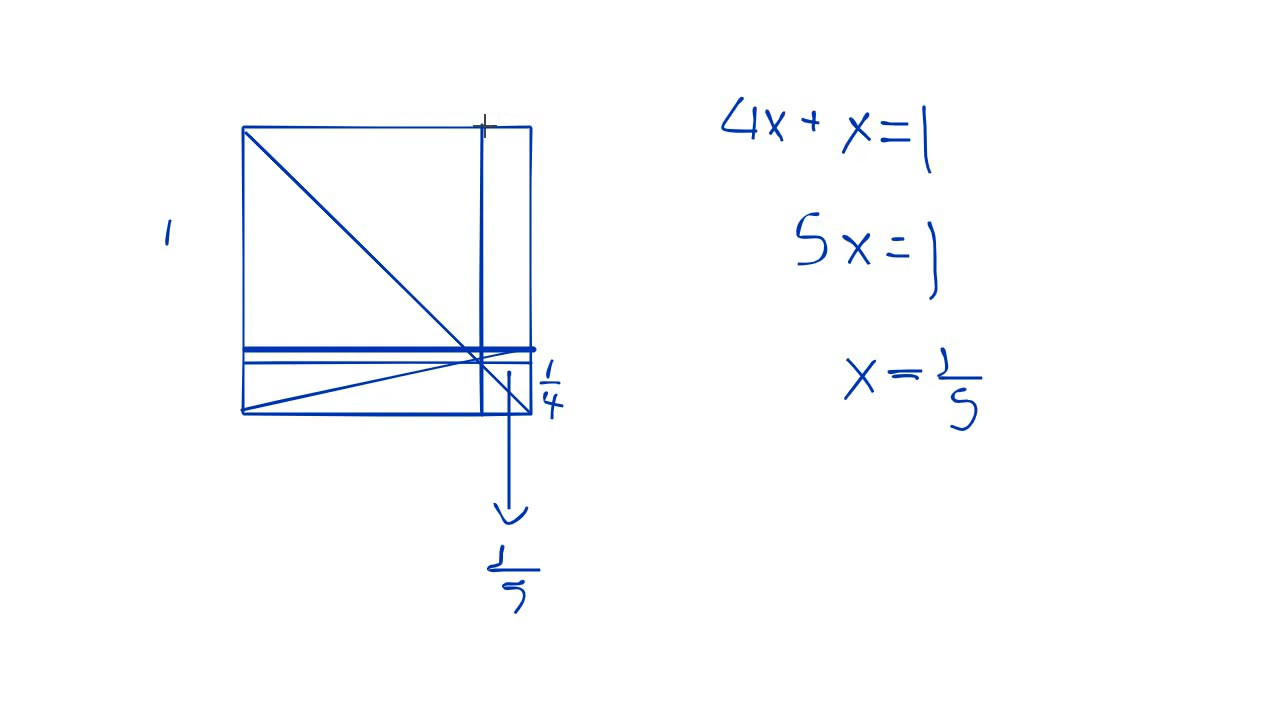 4x + x = 1
1
5x = 1
1/4
x = 1/5
1/5